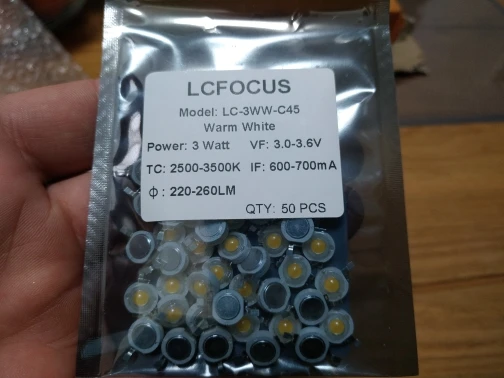 LCFOCUS
Model: LC-3WW-C45
Warm White
Power: 3 Watt VF: 3.0-3.6V
TC: 2500-3500K IF: 600-700mA
Φ: 220-260LM
QTY: 50 PCS